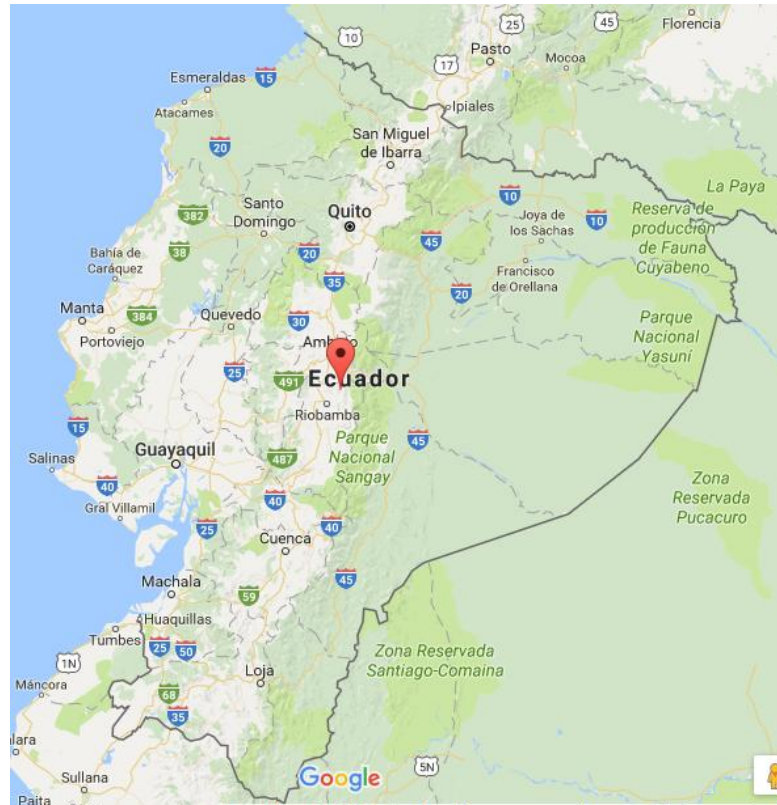 25
45
Florencia
10
Pasto
Mocoa
17
Esmeraldas
15
Atacames
Ipiales
20
San Miguel
de Ibarra
La Paya
382
Santo
Domingo
Quito
10
Joya de
los Sachas
10
Reserva de
producción
de Fauna
Cuyabeno
38
20
45
Bahía de
Caráquez
35
Francisco
de Orellana
20
Manta
384
Quevedo
30
Portoviejo
Parque
Nacional
Yasuní
25
491
Ecuador
Riobamba
15
45
Guayaquil
487
Parque
Nacional
Sangay
Salinas
40
Zona
Reservada
Pucacuro
Gral Villamil
25
40
40
Cuenca
Machala
45
59
Huaquillas
Tumbes
25
50
1N
Loja
Zona Reservada
Santiago-Comaina
Máncora
68
35
5N
Google
Sullana
Paita